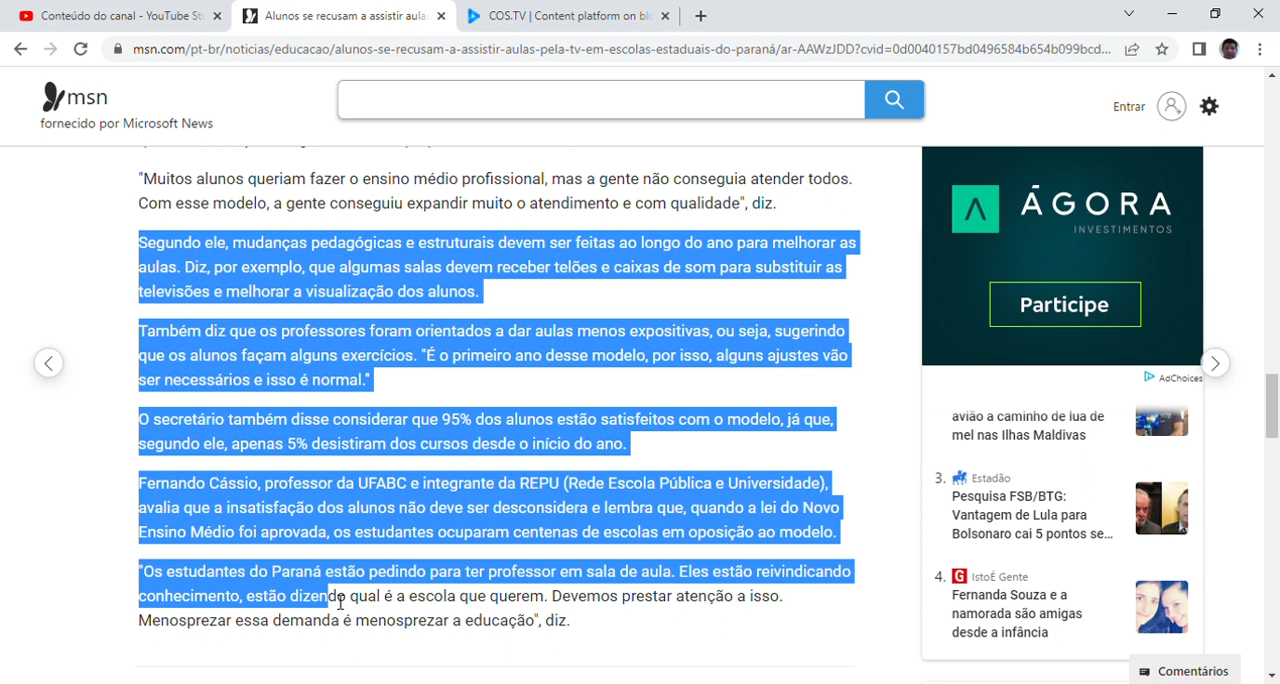 Conteúdo do canal - YouTube St
Alunos se recusam a assistir aula
COS.TV | Content platform on blo
msn.com/pt-br/noticias/educacao/alunos-se-recusam-a-assistir-aulas-pela-tv-em-escolas-estaduais-do-paraná/ar-AAWzJDD?cvid=0d0040157bd0496584b654b099bcd...
msn
fornecido por Microsoft News
Entrar
"Muitos alunos queriam fazer o ensino médio profissional, mas a gente não conseguia atender todos.
Com esse modelo, a gente conseguiu expandir muito o atendimento e com qualidade", diz.
Segundo ele, mudanças pedagógicas e estruturais devem ser feitas ao longo do ano para melhorar as
aulas. Diz, por exemplo, que algumas salas devem receber telões e caixas de som para substituir as
televisões e melhorar a visualização dos alunos.
Também diz que os professores foram orientados a dar aulas menos expositivas, ou seja, sugerindo
que os alunos façam alguns exercícios. "É o primeiro ano desse modelo, por isso, alguns ajustes vão
ser necessários e isso é normal."
O secretário também disse considerar que 95% dos alunos estão satisfeitos com o modelo, já que,
segundo ele, apenas 5% desistiram dos cursos desde o início do ano.
Fernando Cássio, professor da UFABC e integrante da REPU (Rede Escola Pública e Universidade),
avalia que a insatisfação dos alunos não deve ser desconsidera e lembra que, quando a lei do Novo
Ensino Médio foi aprovada, os estudantes ocuparam centenas de escolas em oposição ao modelo.
"Os estudantes do Paraná estão pedindo para ter professor em sala de aula. Eles estão reivindicando
conhecimento, estão dizendo qual é a escola que querem. Devemos prestar atenção a isso.
Menosprezar essa demanda é menosprezar a educação", diz.
ÁGORA
INVESTIMENTOS
Participe
AdChoices
avião a caminho de lua de
mel nas Ilhas Maldivas
3. Estadão
Pesquisa FSB/BTG:
Vantagem de Lula para
Bolsonaro cai 5 pontos se...
4. G IstoÉ Gente
Fernanda Souza e a
namorada são amigas
desde a infância
Comentários